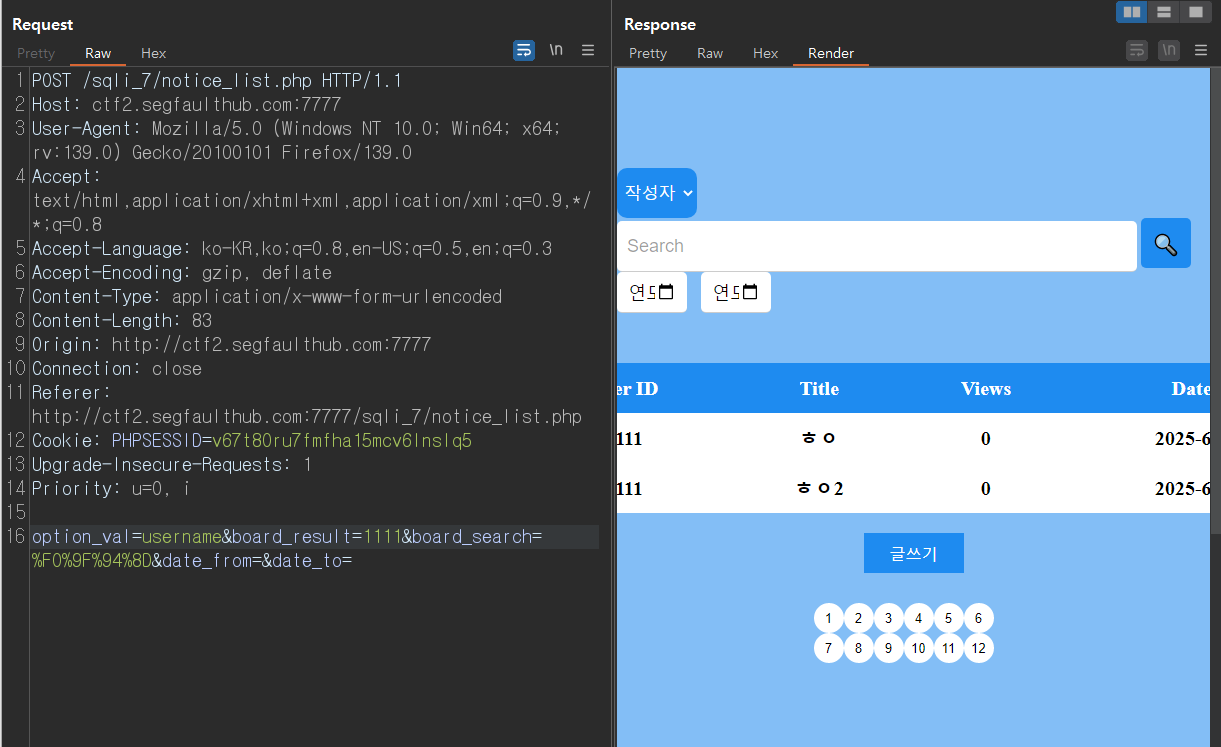 Request
Pretty Raw Hex \n
1 POST /sqli_7/notice_list.php HTTP/1.1
2 Host: ctf2.segfaulthub.com:7777
3 User-Agent: Mozilla/5.0 (Windows NT 10.0; Win64; x64;
rv:139.0) Gecko/20100101 Firefox/139.0
4 Accept:
text/html,application/xhtml+xml,application/xml;q=0.9,*/
*;q=0.8
5 Accept-Language: ko-KR,ko;q=0.8,en-US;q=0.5,en;q=0.3
6 Accept-Encoding: gzip, deflate
7 Content-Type: application/x-www-form-urlencoded
8 Content-Length: 83
9 Origin: http://ctf2.segfaulthub.com:7777
10 Connection: close
11 Referer:
http://ctf2.segfaulthub.com:7777/sqli_7/notice_list.php
12 Cookie: PHPSESSID=v67t80ru7fmfha15mcv6lnslq5
13 Upgrade-Insecure-Requests: 1
14 Priority: u=0, i
15
16 option_val=username&board_result=1111&board_search=
%F0%9F%94%8D&date_from=&date_to=
Response
Pretty Raw Hex Render \n
작성자
Search
er ID Title Views Date
111 ㅎㅇ 0 2025-6
111 ㅎㅇ2 0 2025-6
글쓰기
1 2 3 4 5 6
7 8 9 10 11 12